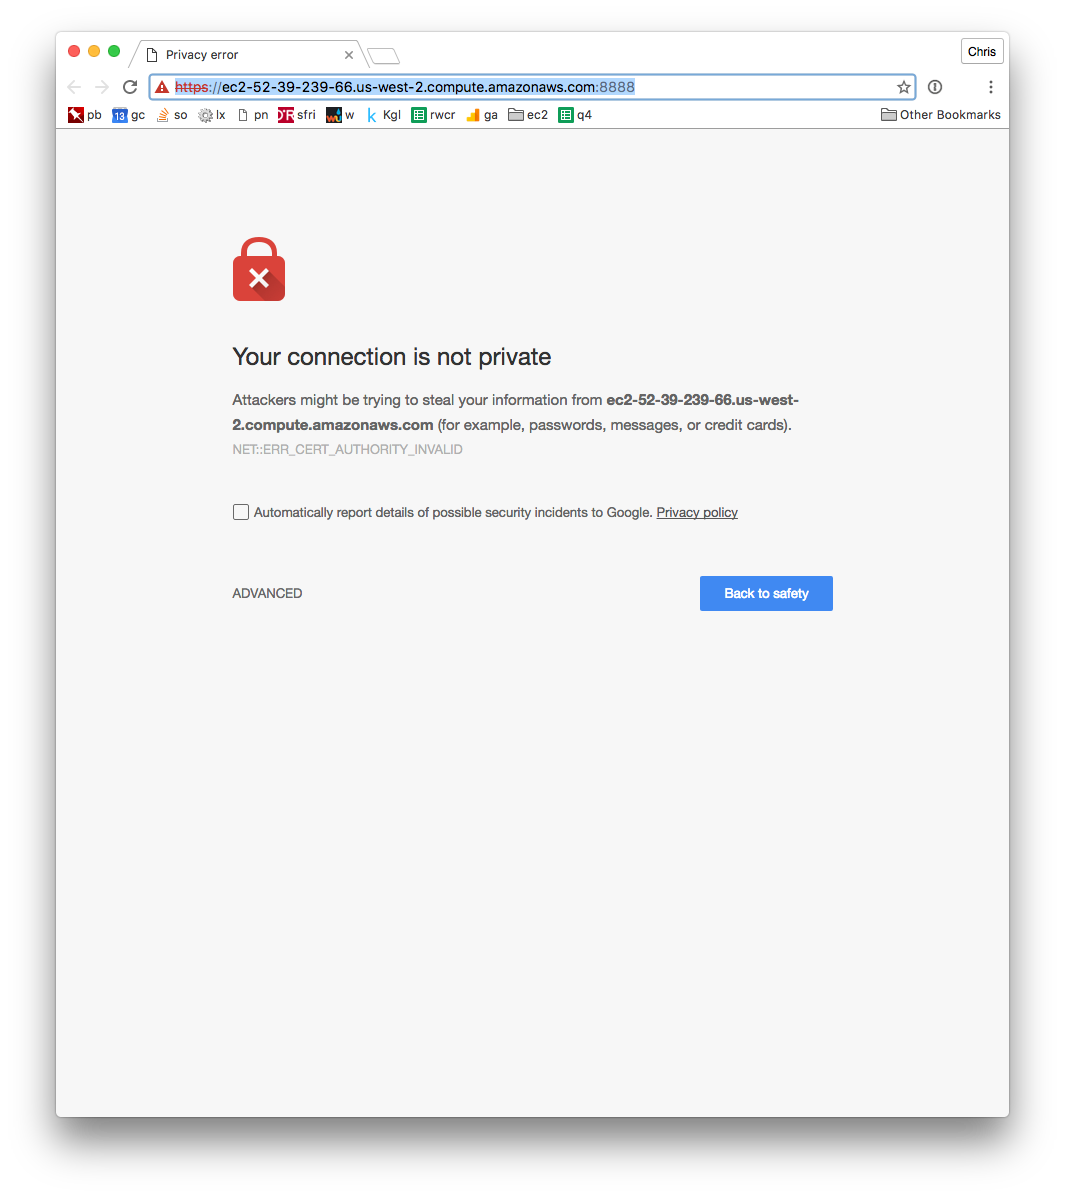 Privacy error
Chris
https://ec2-52-39-239-66.us-west-2.compute.amazonaws.com:8888
pb 13 gc so lx pn O'R sfri w k Kgl rwcr ga ec2 q4 Other Bookmarks
Your connection is not private
Attackers might be trying to steal your information from ec2-52-39-239-66.us-west-
2.compute.amazonaws.com (for example, passwords, messages, or credit cards).
NET::ERR_CERT_AUTHORITY_INVALID
Automatically report details of possible security incidents to Google. Privacy policy
ADVANCED Back to safety